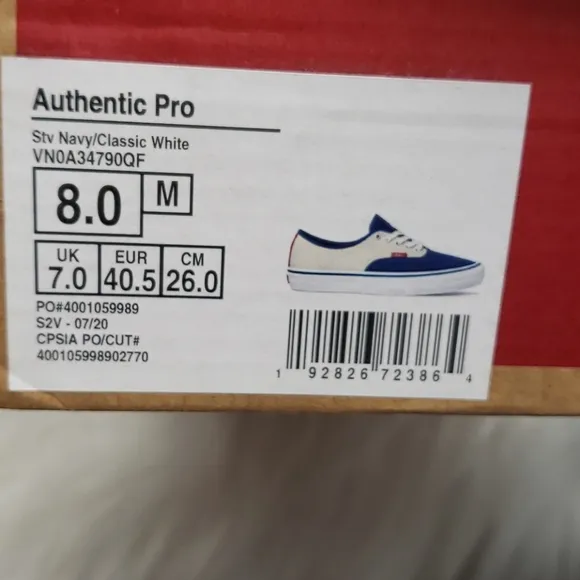 Authentic Pro
Stv Navy/Classic White
VN0A34790QF
8.0 M
UK EUR CM
7.0 40.5 26.0
PO#4001059989
S2V - 07/20
CPSIA PO/CUT#
400105998902770
1 92826 72386 4